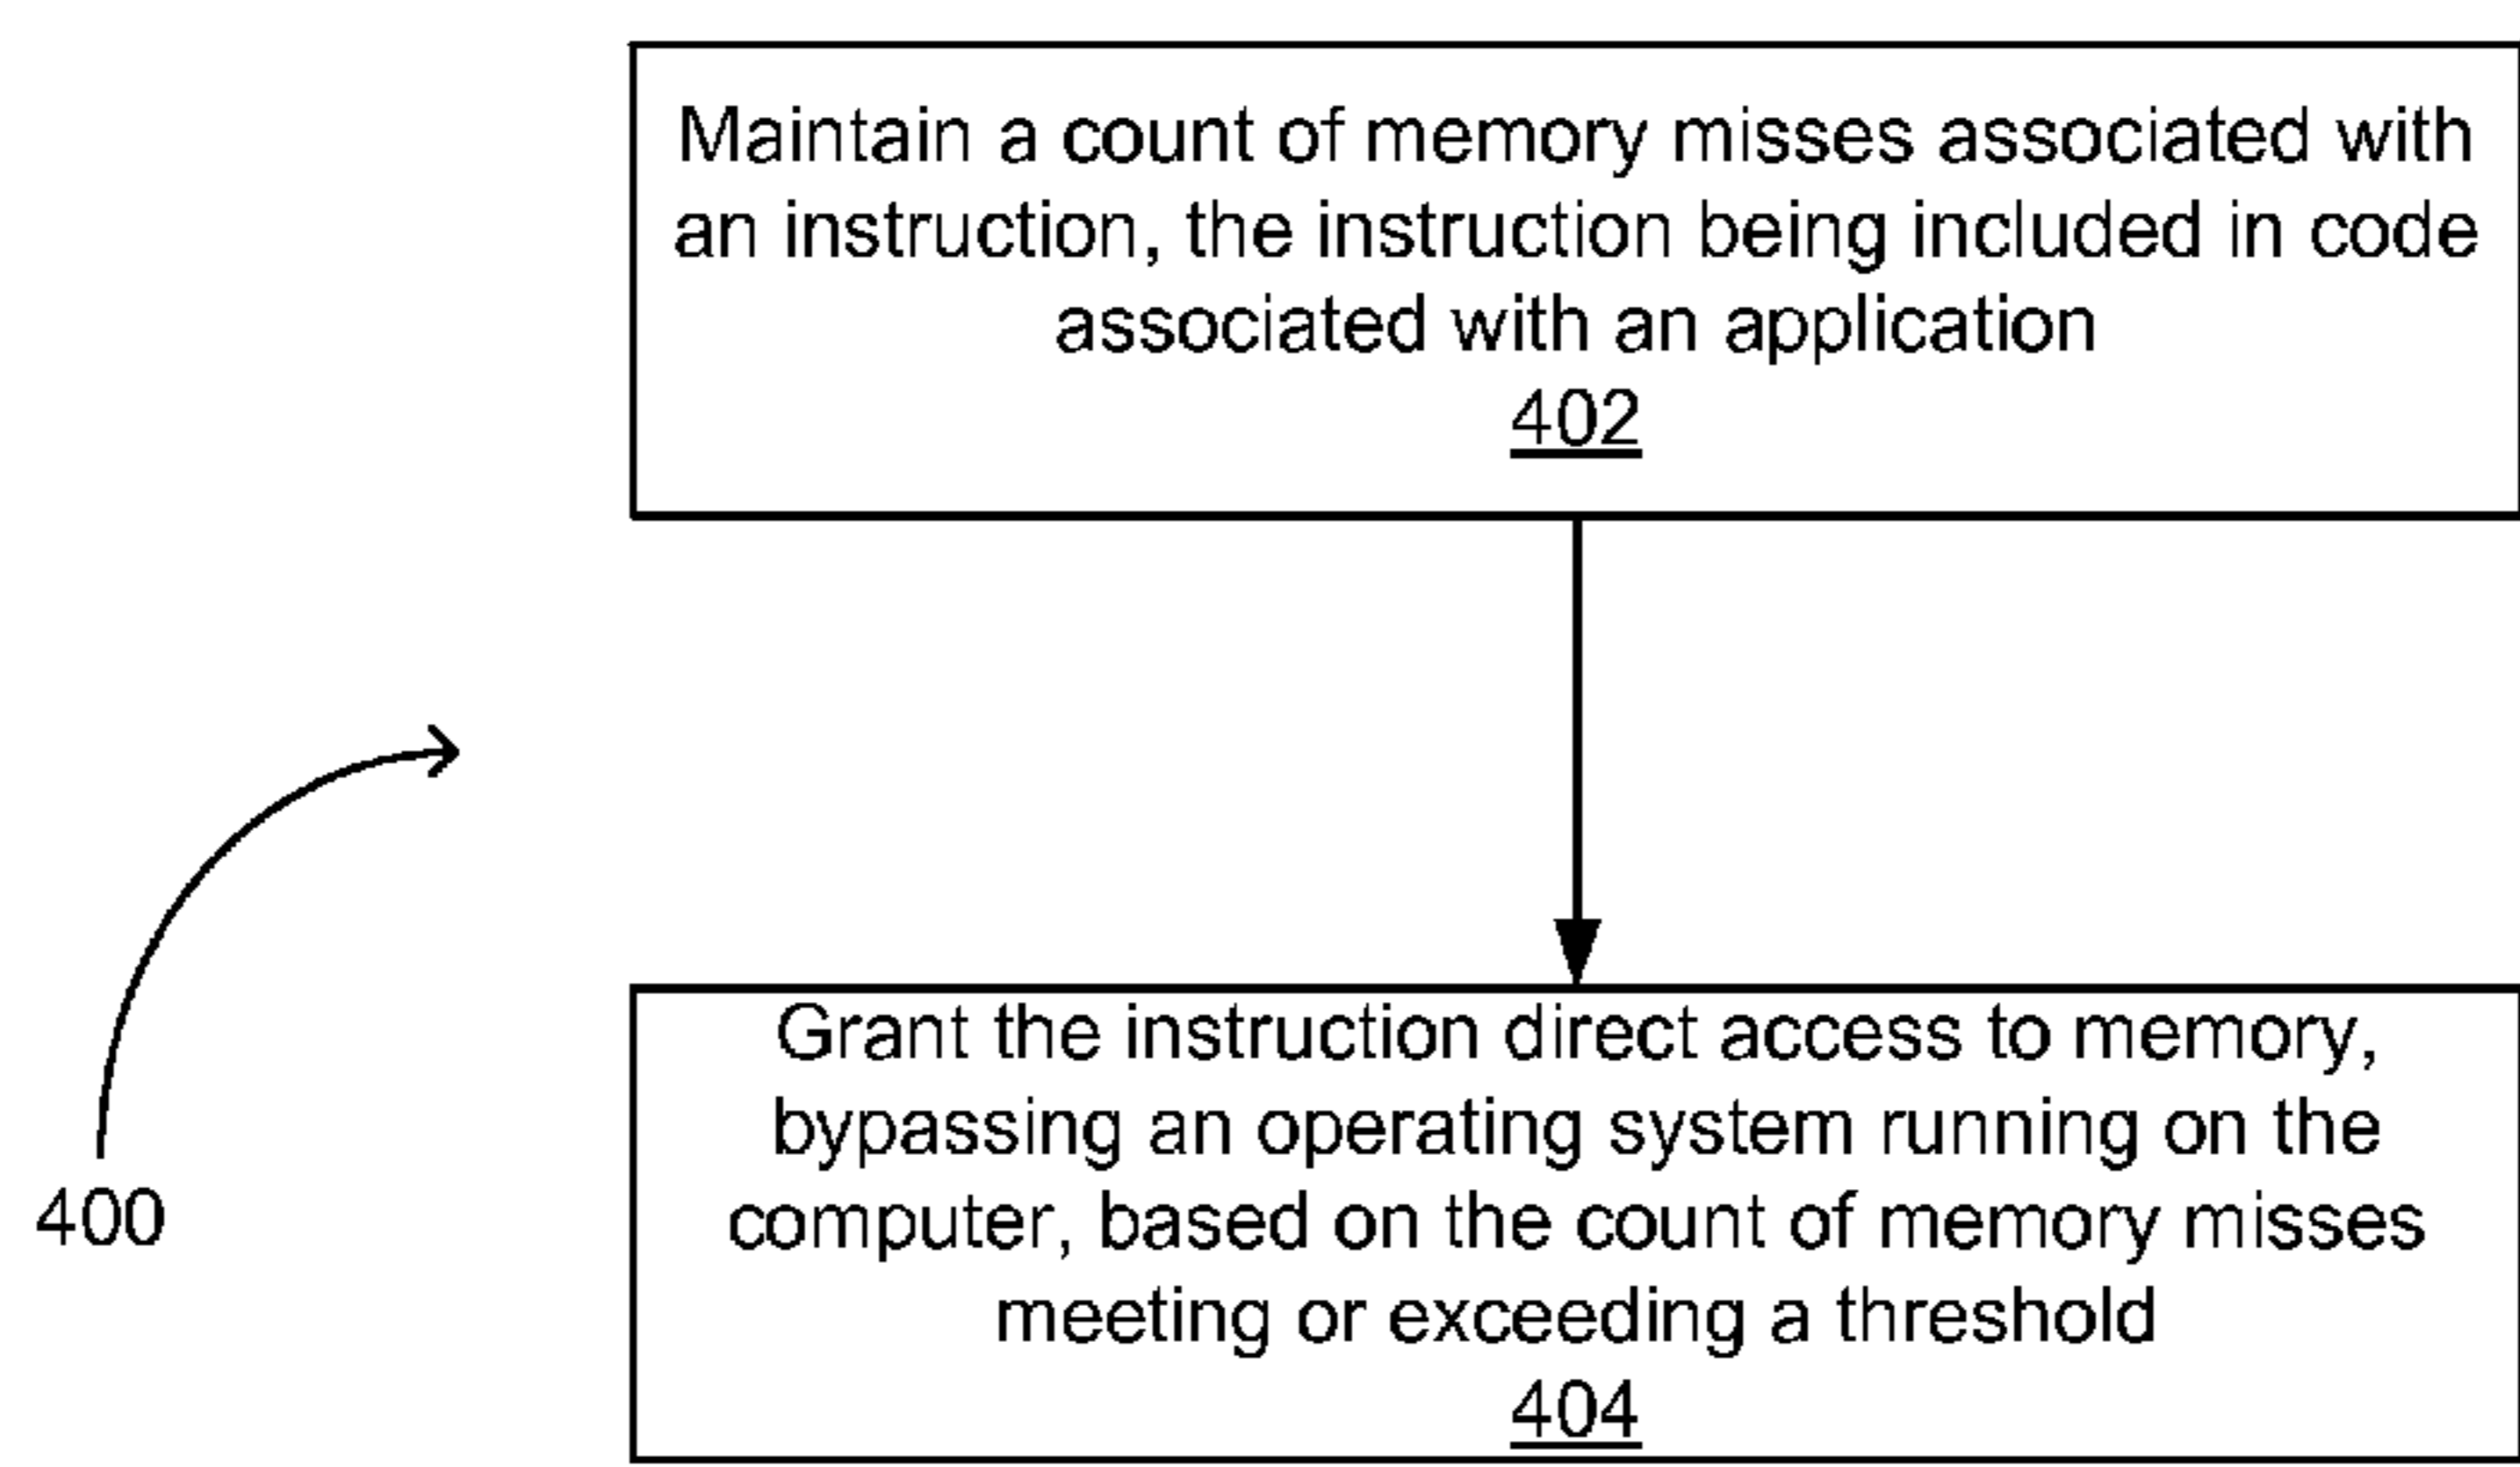 Maintain a count of memory misses associated with
an instruction, the instruction being included in code
associated with an application
402
400
Grant the instruction direct access to memory,
bypassing an operating system running on the
computer, based on the count of memory misses
meeting or exceeding a threshold
404